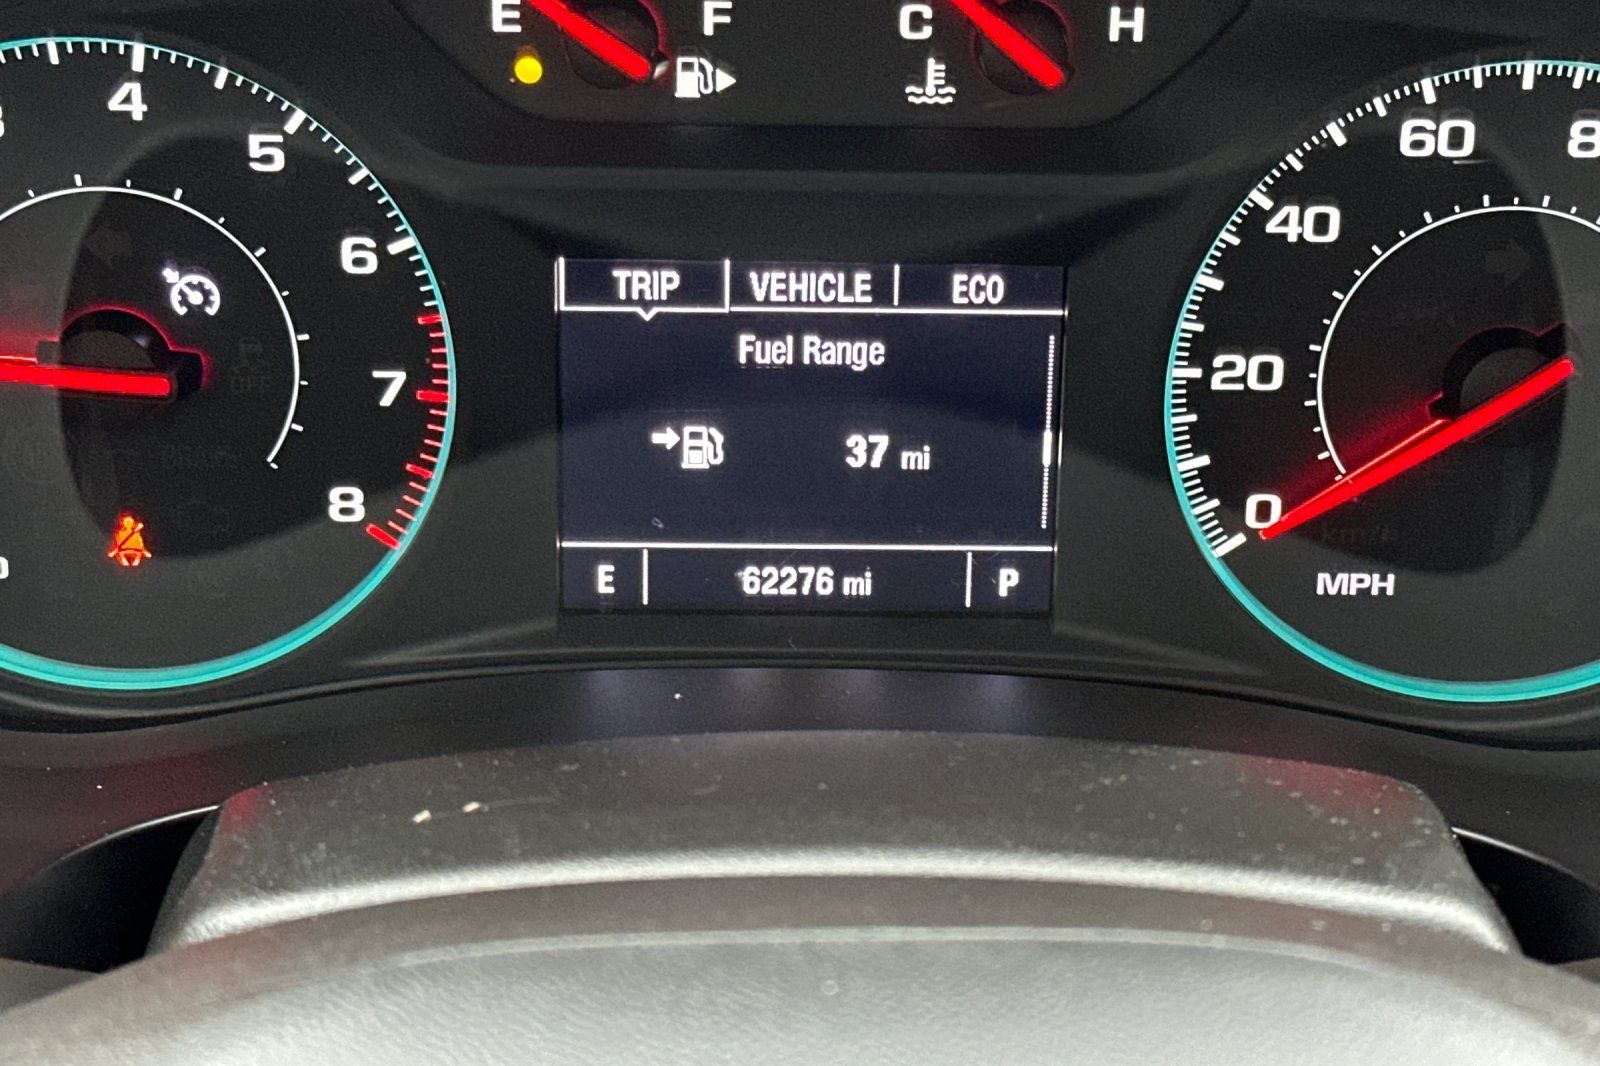 E F C H
4
5
6
7
8
TRIP VEHICLE ECO
Fuel Range
37 mi
E 62276 mi P
60
40
20
0
MPH